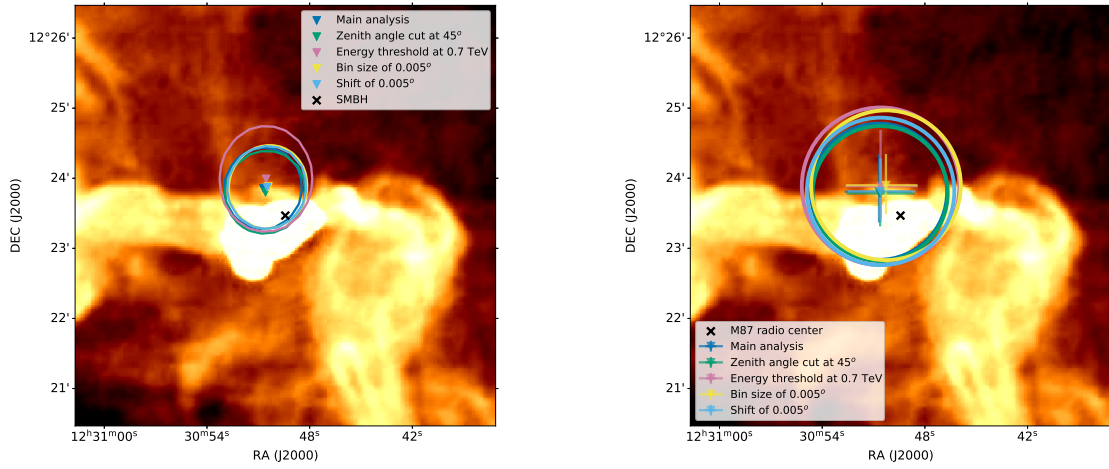 Main analysis
Zenith angle cut at 45°
Energy threshold at 0.7 TeV
Bin size of 0.005°
Shift of 0.005°
SMBH
12°26'
25'
24'
23'
22'
21'
DEC (J2000)
12ʰ31ᵐ00ˢ
30ᵐ54ˢ
48ˢ
42ˢ
RA (J2000)
12°26'
25'
24'
23'
22'
21'
DEC (J2000)
M87 radio center
Main analysis
Zenith angle cut at 45°
Energy threshold at 0.7 TeV
Bin size of 0.005°
Shift of 0.005°
12ʰ31ᵐ00ˢ
30ᵐ54ˢ
48ˢ
42ˢ
RA (J2000)